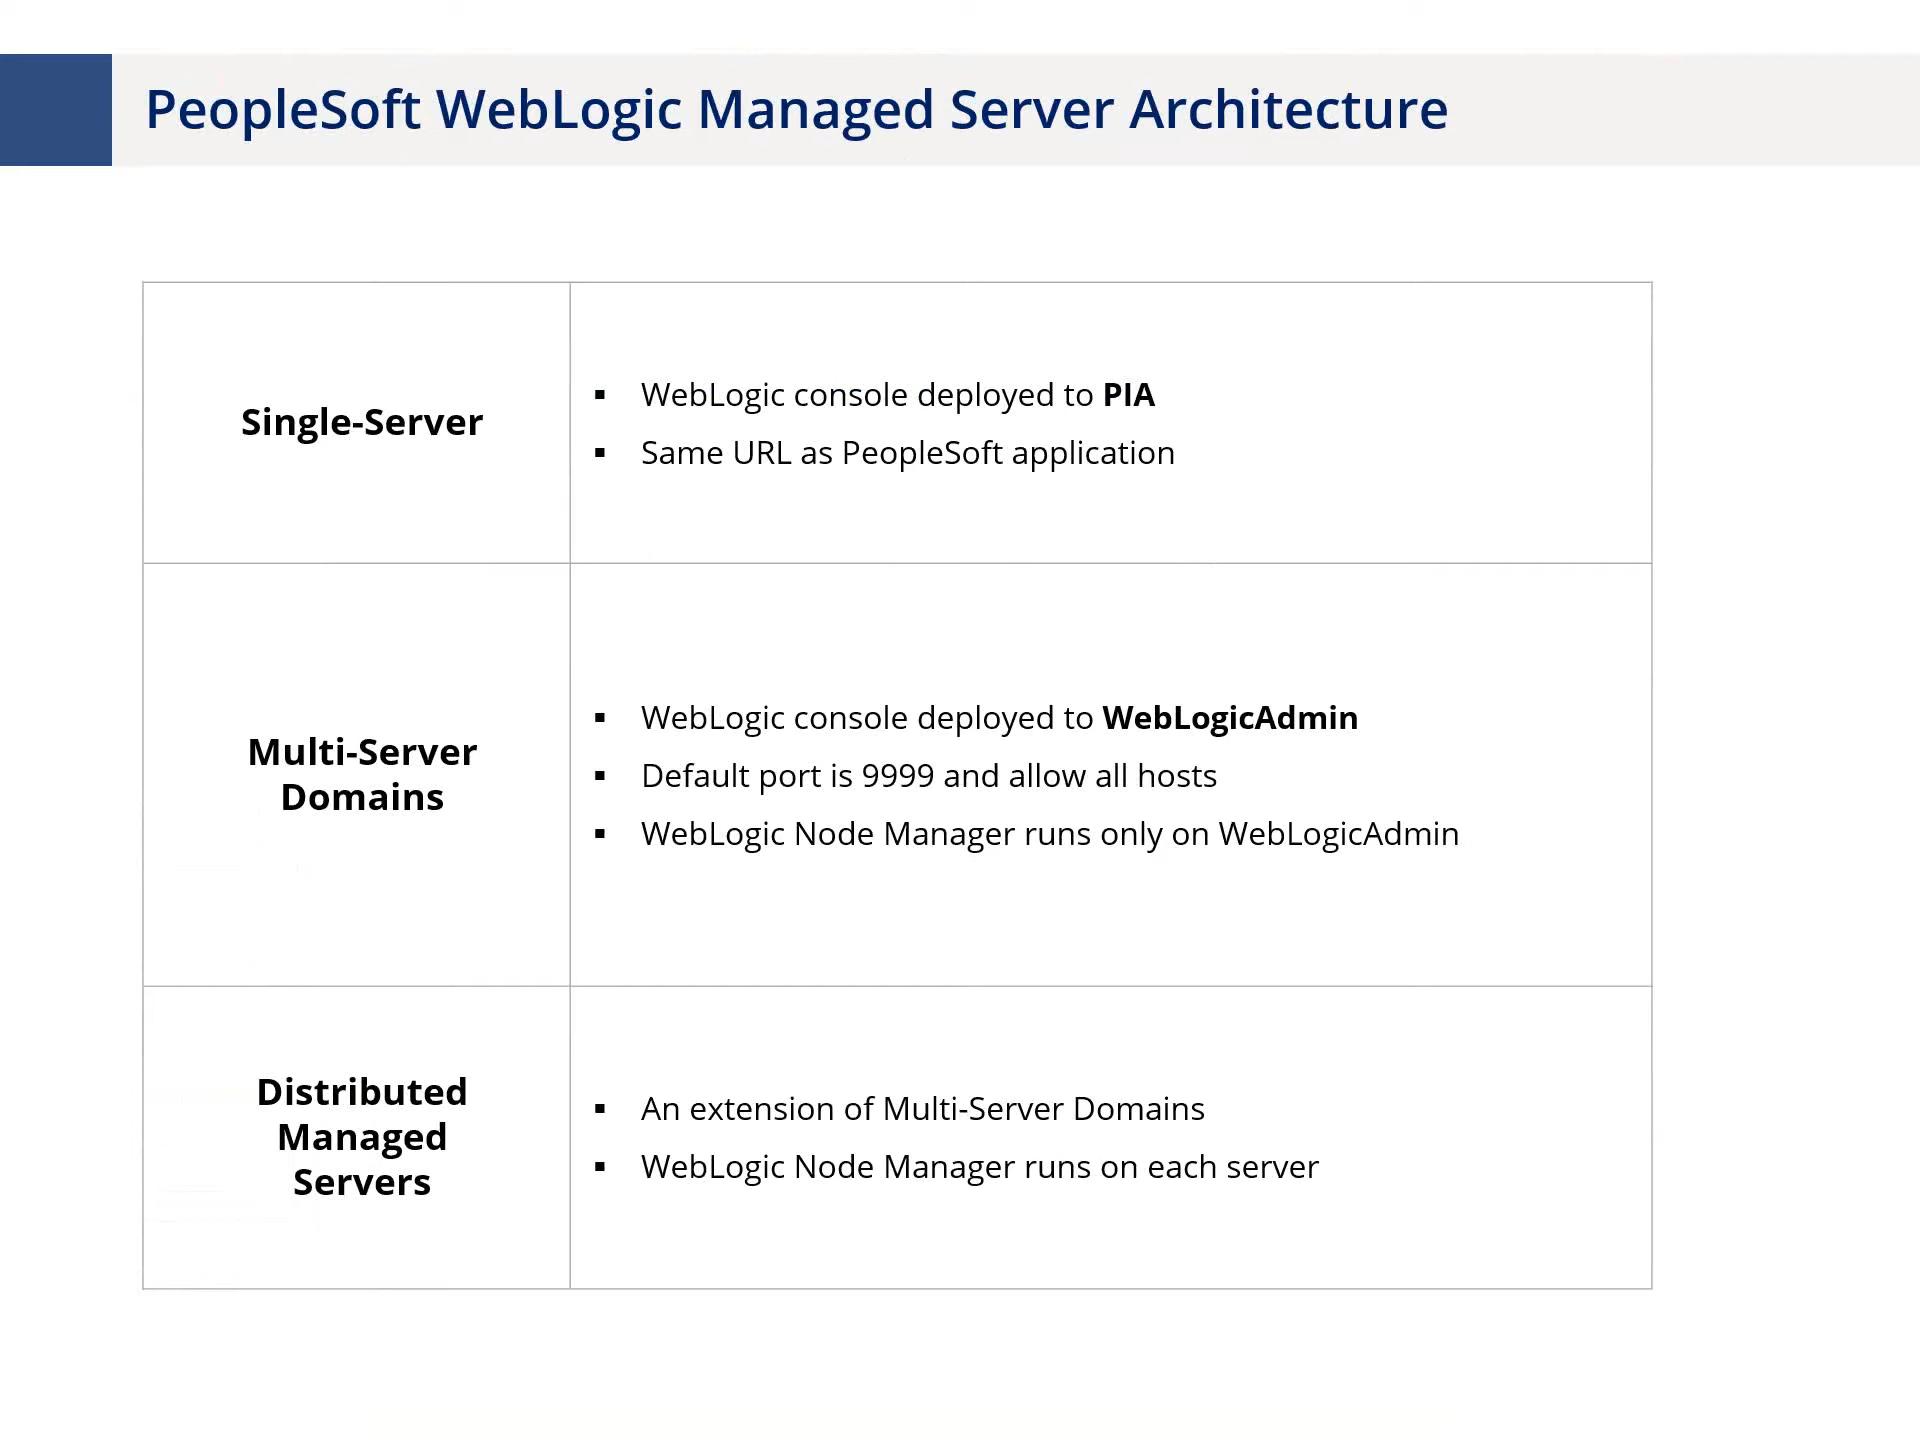 PeopleSoft WebLogic Managed Server Architecture
Single-Server
▪ WebLogic console deployed to PIA
▪ Same URL as PeopleSoft application
Multi-Server
Domains
▪ WebLogic console deployed to WebLogicAdmin
▪ Default port is 9999 and allow all hosts
▪ WebLogic Node Manager runs only on WebLogicAdmin
Distributed
Managed
Servers
▪ An extension of Multi-Server Domains
▪ WebLogic Node Manager runs on each server